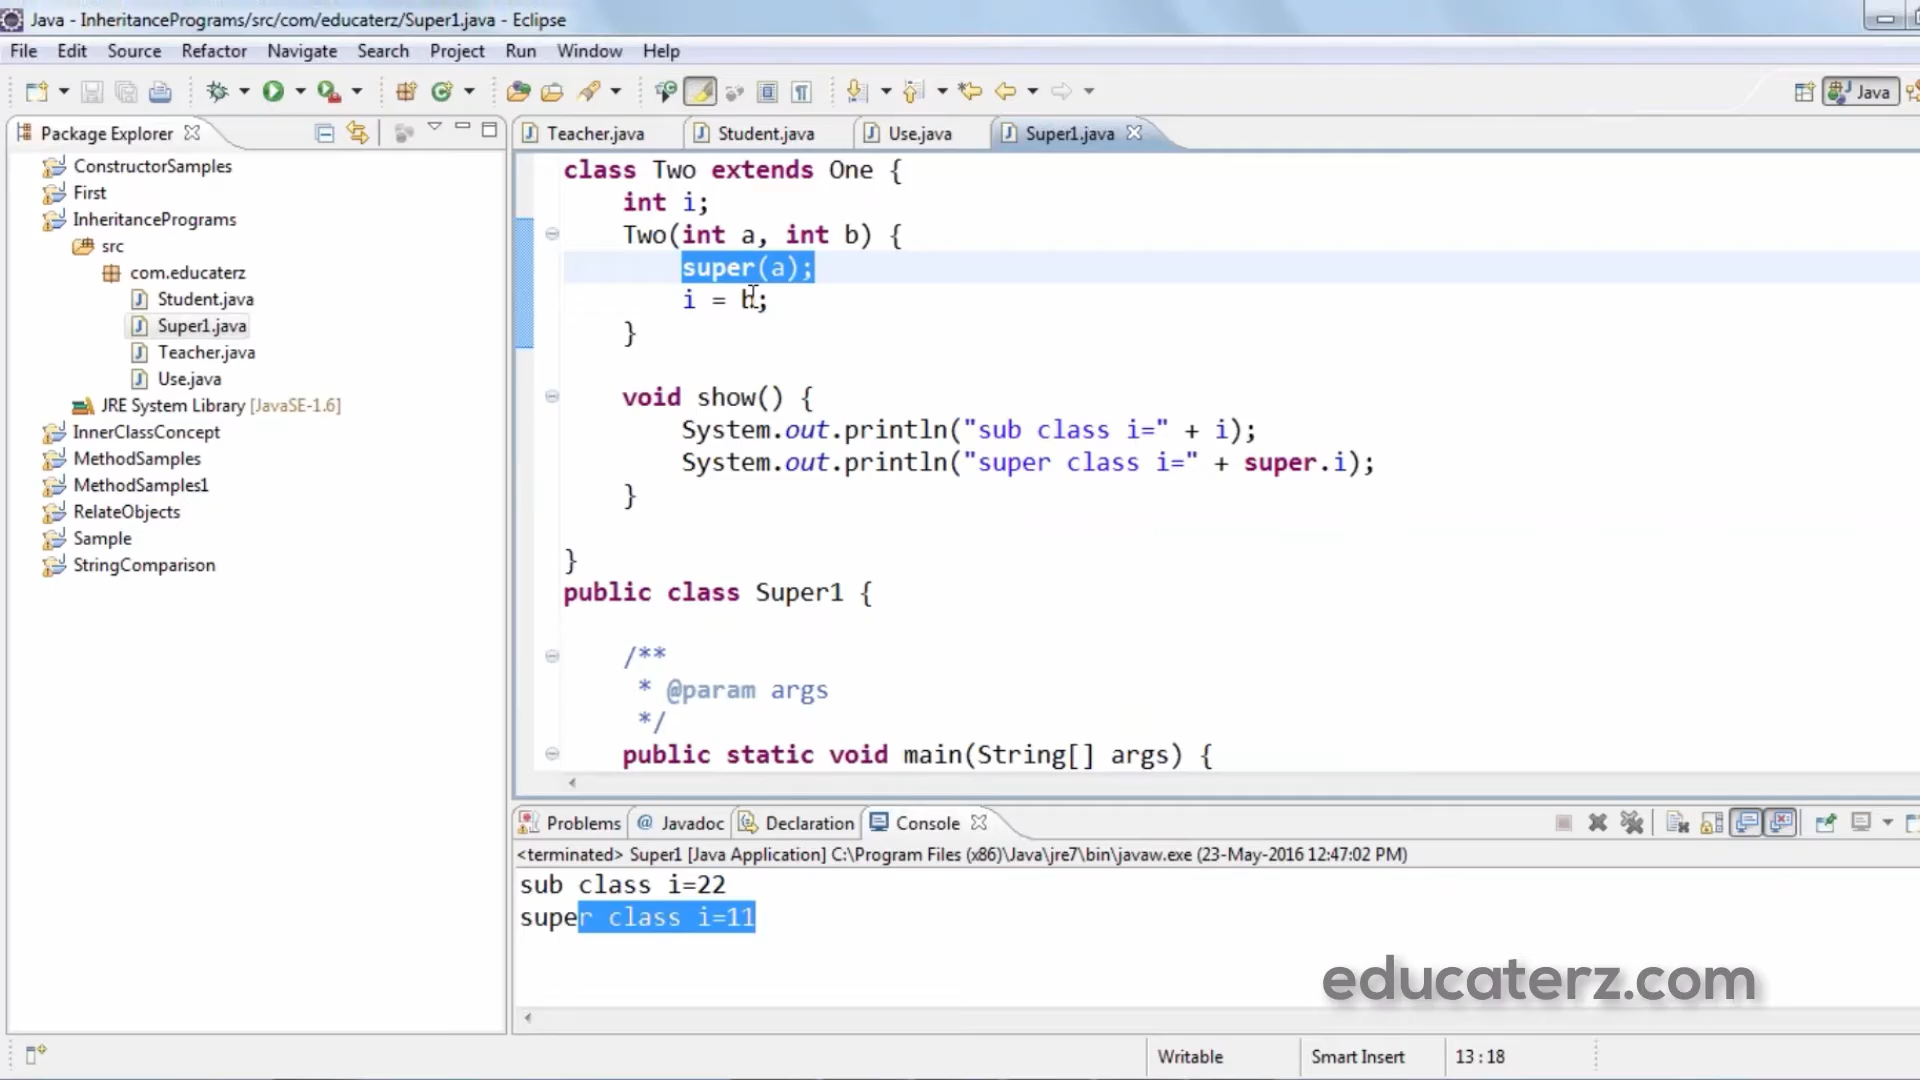 Java - InheritancePrograms/src/com/educaterz/Super1.java - Eclipse
File Edit Source Refactor Navigate Search Project Run Window Help
Java
Package Explorer
Teacher.java Student.java Use.java Super1.java
ConstructorSamples
First
InheritancePrograms
src
com.educaterz
Student.java
Super1.java
Teacher.java
Use.java
JRE System Library [JavaSE-1.6]
InnerClassConcept
MethodSamples
MethodSamples1
RelateObjects
Sample
StringComparison
class Two extends One {
int i;
Two(int a, int b) {
super(a);
i = b;
}
void show() {
System.out.println("sub class i=" + i);
System.out.println("super class i=" + super.i);
}
}
public class Super1 {
/**
* @param args
*/
public static void main(String[] args) {
Problems @ Javadoc Declaration Console
<terminated> Super1 [Java Application] C:\Program Files (x86)\Java\jre7\bin\javaw.exe (23-May-2016 12:47:02 PM)
sub class i=22
super class i=11
educaterz.com
Writable Smart Insert 13 : 18